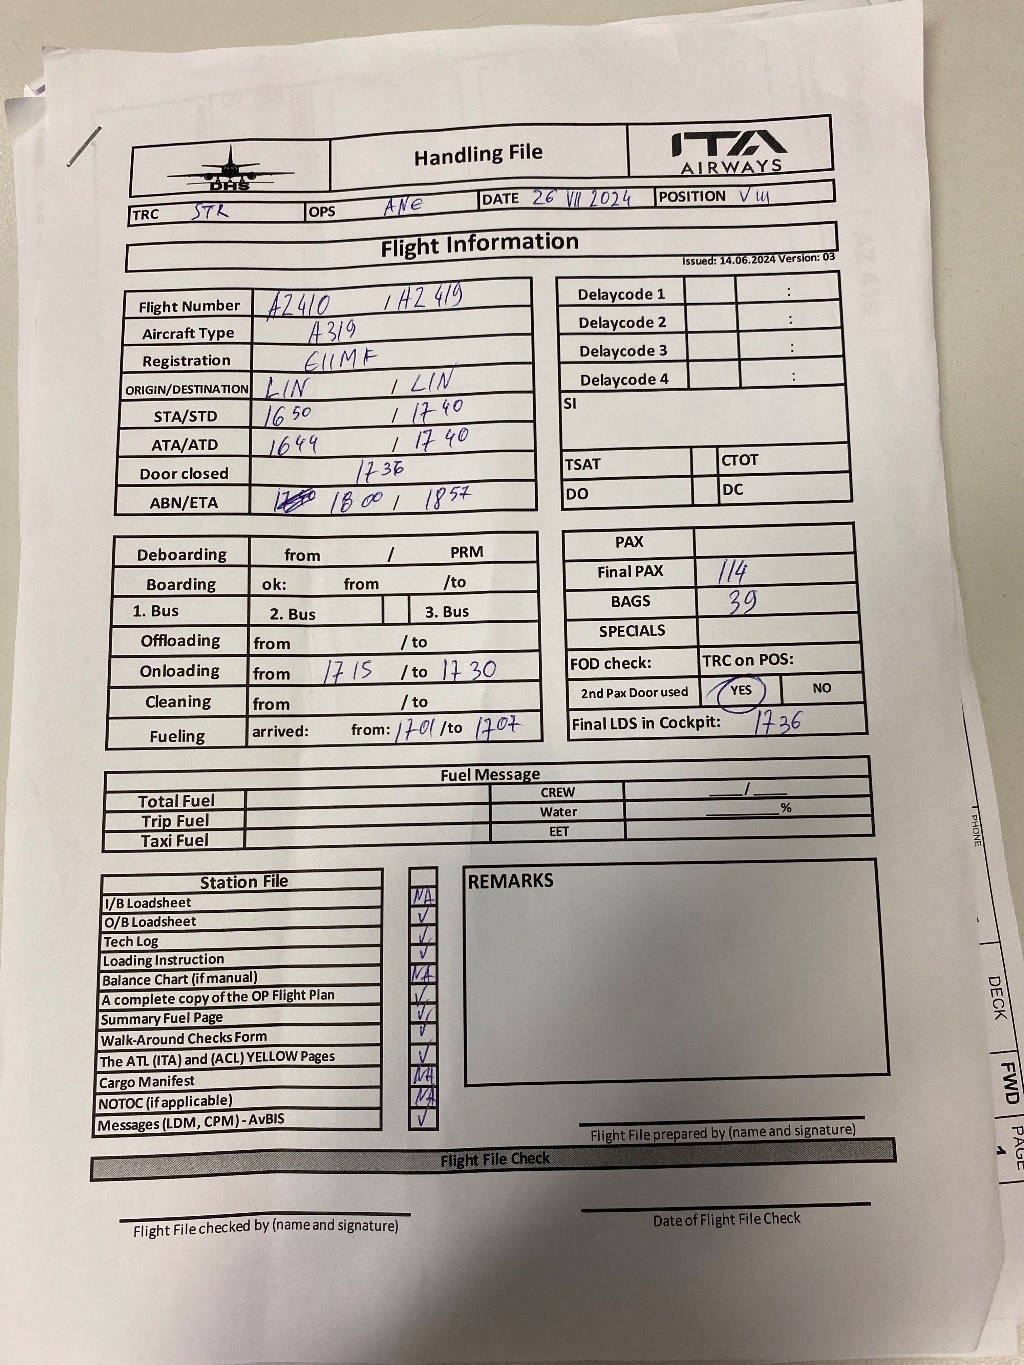 DHS
Handling File
ITA
AIRWAYS
TRC STR OPS ANE DATE 26 VII 2024 POSITION VIII
Flight Information
Issued: 14.06.2024 Version: 03
Flight Number AZ410 / AZ419
Aircraft Type A319
Registration EIIMF
ORIGIN/DESTINATION LIN / LIN
STA/STD 1650 / 1740
ATA/ATD 1644 / 1740
Door closed 1736
ABN/ETA 1800 / 1857
Delaycode 1 :
Delaycode 2 :
Delaycode 3 :
Delaycode 4 :
SI
TSAT CTOT
DO DC
Deboarding from / PRM
Boarding ok: from /to
1. Bus 2. Bus 3. Bus
Offloading from / to
Onloading from 1715 / to 1730
Cleaning from / to
Fueling arrived: from: 1701 /to 1707
PAX
Final PAX 114
BAGS 39
SPECIALS
FOD check: TRC on POS:
2nd Pax Door used YES NO
Final LDS in Cockpit: 1736
Fuel Message
Total Fuel CREW ____/____
Trip Fuel Water ________%
Taxi Fuel EET
Station File
I/B Loadsheet NA
O/B Loadsheet ✓
Tech Log ✓
Loading Instruction ✓
Balance Chart (if manual) NA
A complete copy of the OP Flight Plan ✓
Summary Fuel Page ✓
Walk-Around Checks Form ✓
The ATL (ITA) and (ACL) YELLOW Pages ✓
Cargo Manifest NA
NOTOC (if applicable) NA
Messages (LDM, CPM) - AvBIS ✓
REMARKS
Flight File prepared by (name and signature)
Flight File Check
Flight File checked by (name and signature)
Date of Flight File Check
PHONE
DECK
FWD
PAGE
1